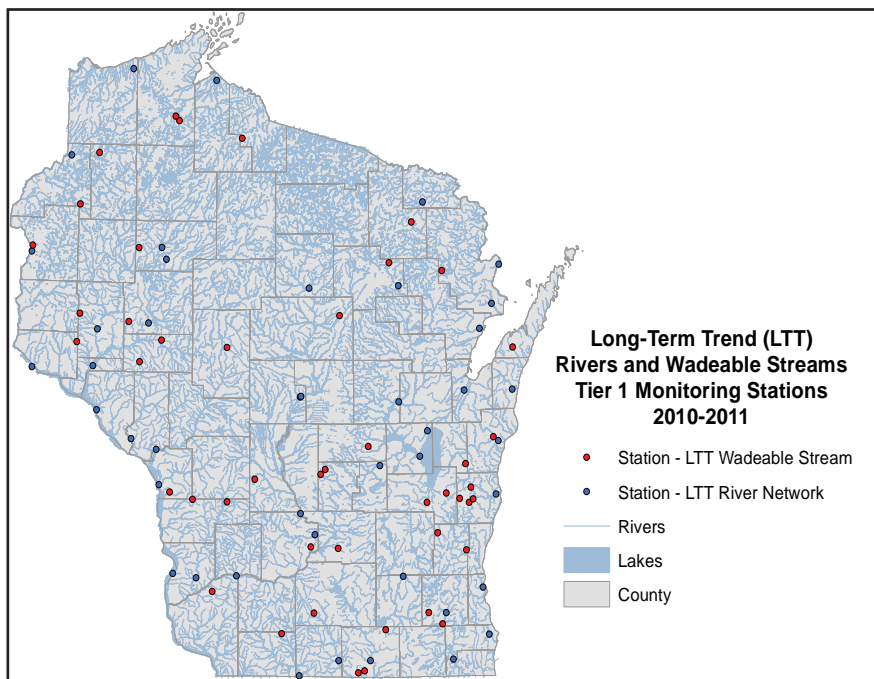 Long-Term Trend (LTT)
Rivers and Wadeable Streams
Tier 1 Monitoring Stations
2010-2011
Station - LTT Wadeable Stream
Station - LTT River Network
Rivers
Lakes
County